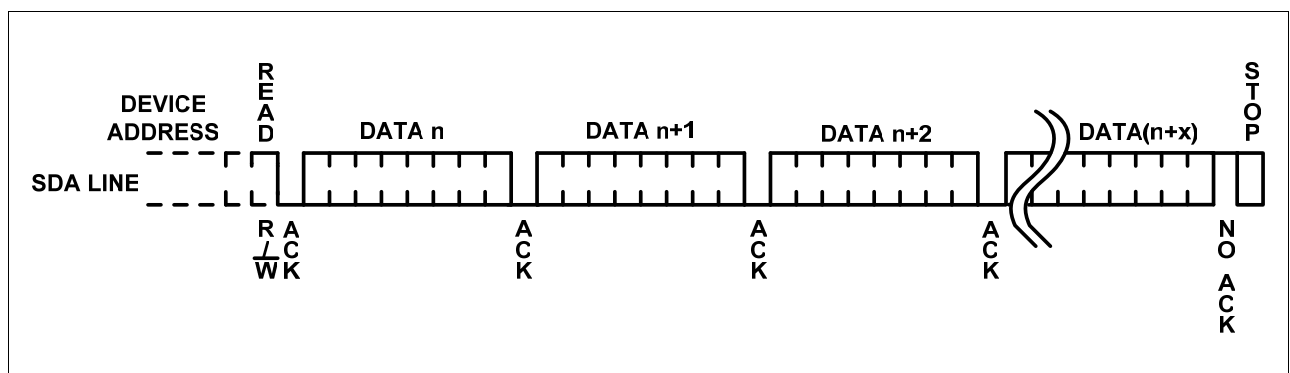 READ
STOP
DEVICE
ADDRESS
DATA n
DATA n+1
DATA n+2
DATA(n+x)
SDA LINE
R/W
ACK
ACK
ACK
ACK
NO ACK